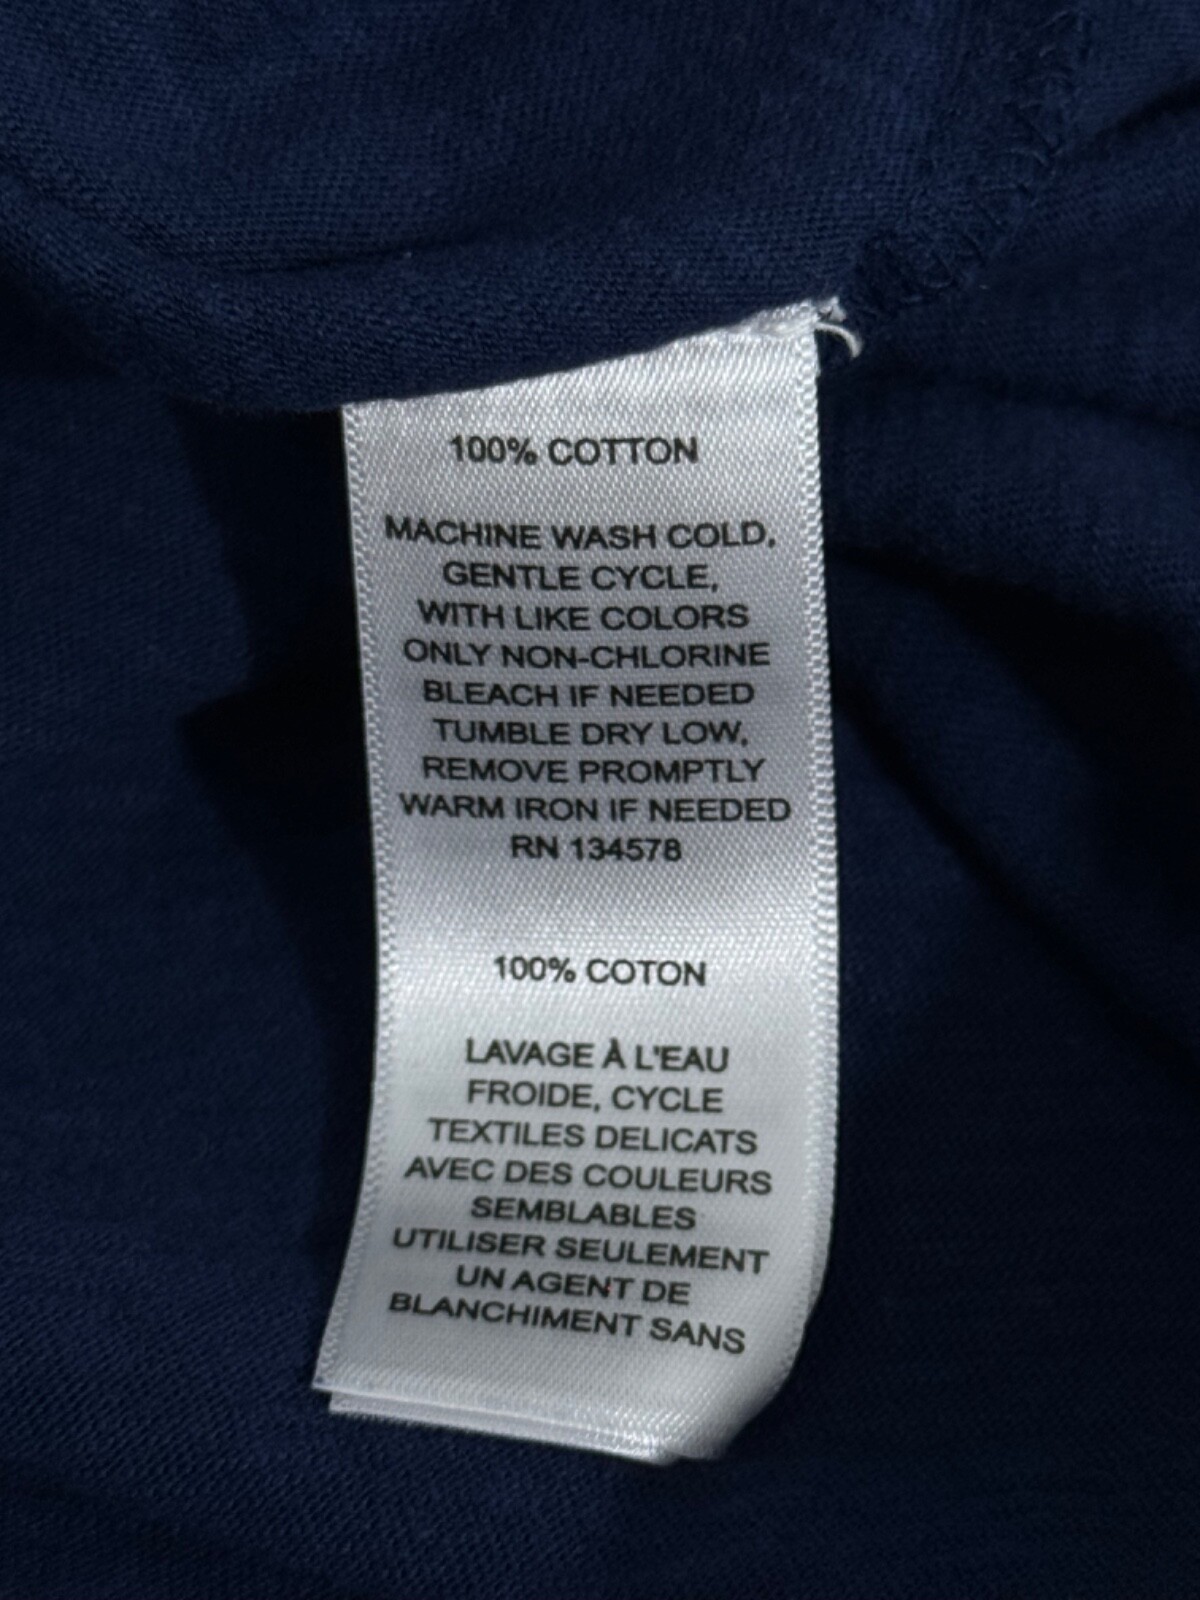 100% COTTON
MACHINE WASH COLD,
GENTLE CYCLE,
WITH LIKE COLORS
ONLY NON-CHLORINE
BLEACH IF NEEDED
TUMBLE DRY LOW,
REMOVE PROMPTLY
WARM IRON IF NEEDED
RN 134578
100% COTON
LAVAGE À L'EAU
FROIDE, CYCLE
TEXTILES DELICATS
AVEC DES COULEURS
SEMBLABLES
UTILISER SEULEMENT
UN AGENT DE
BLANCHIMENT SANS